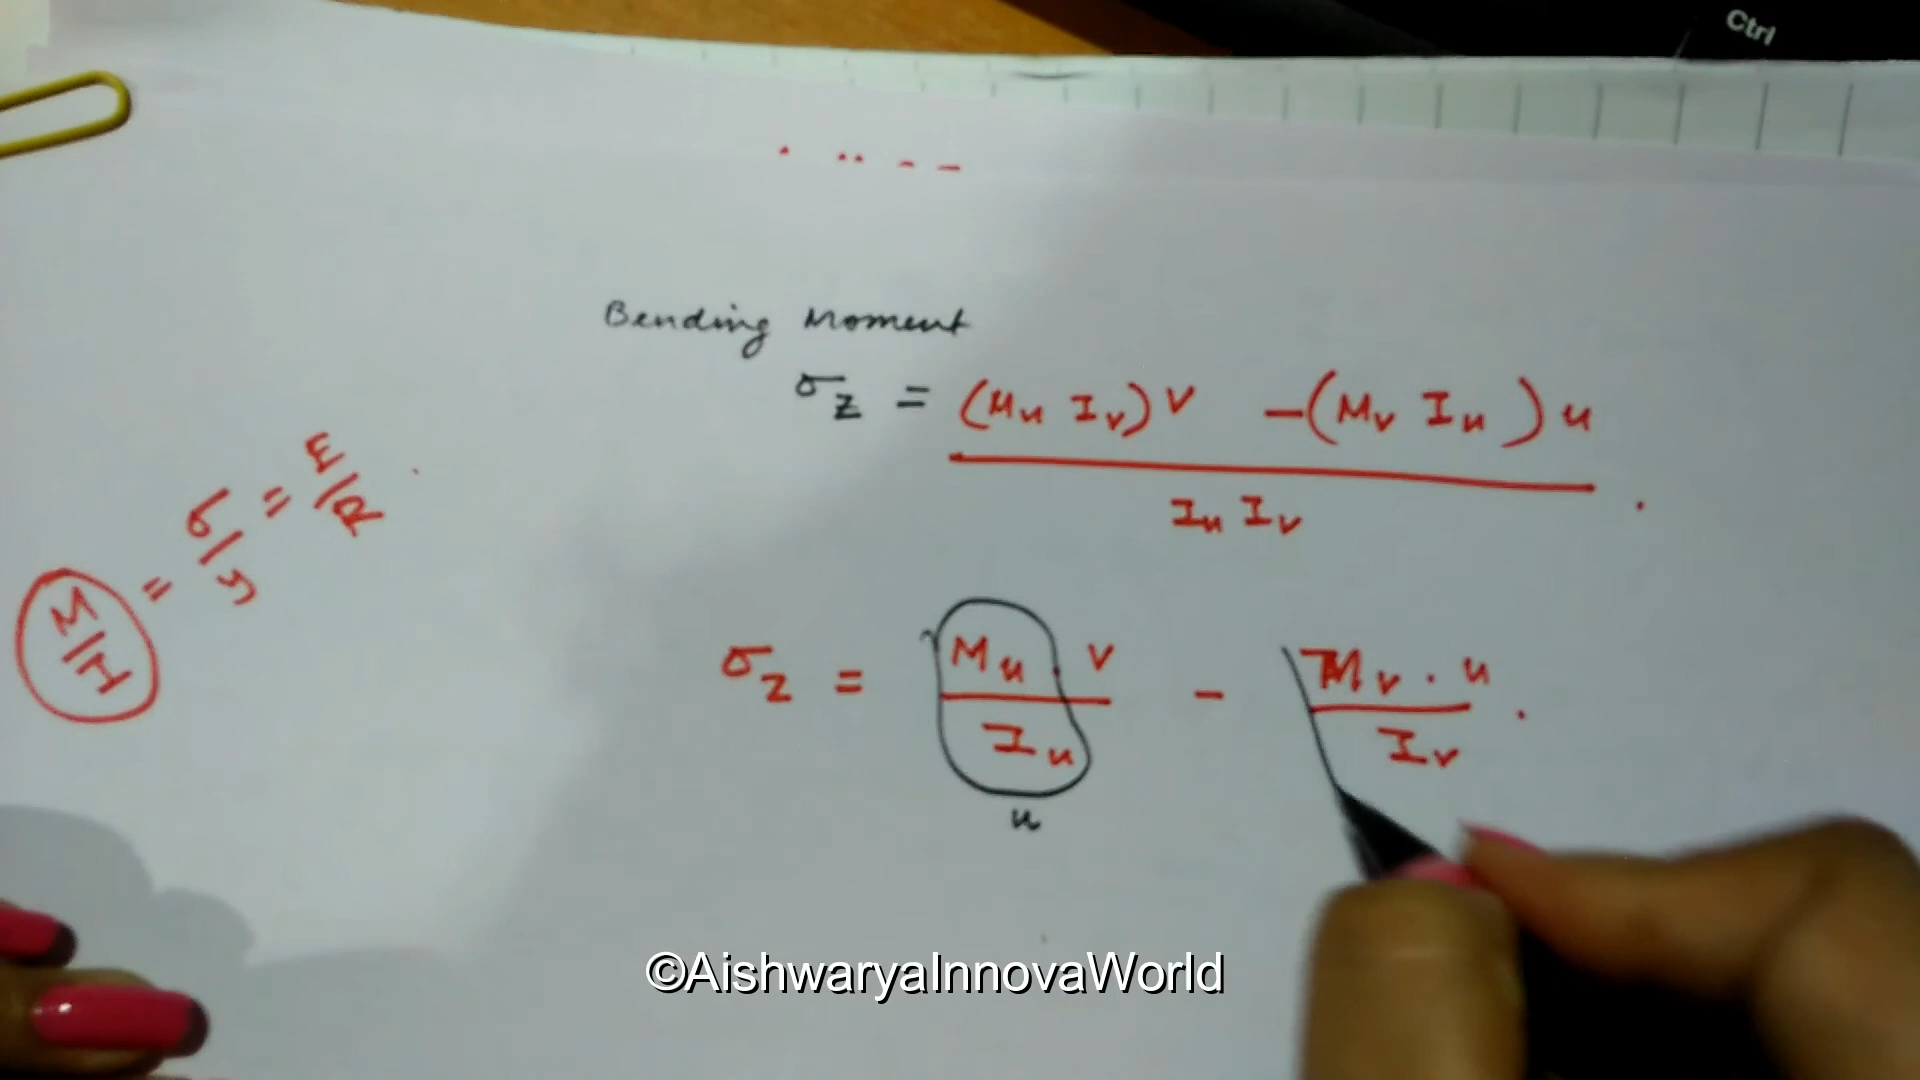 Ctrl
Bending Moment
σz = (Mu Iv) v - (Mv Iu) u / Iu Iv .
M/I = σ/y = E/R .
σz = Mu . v / Iu - Mv . u / Iv .
u
©AishwaryaInnovaWorld